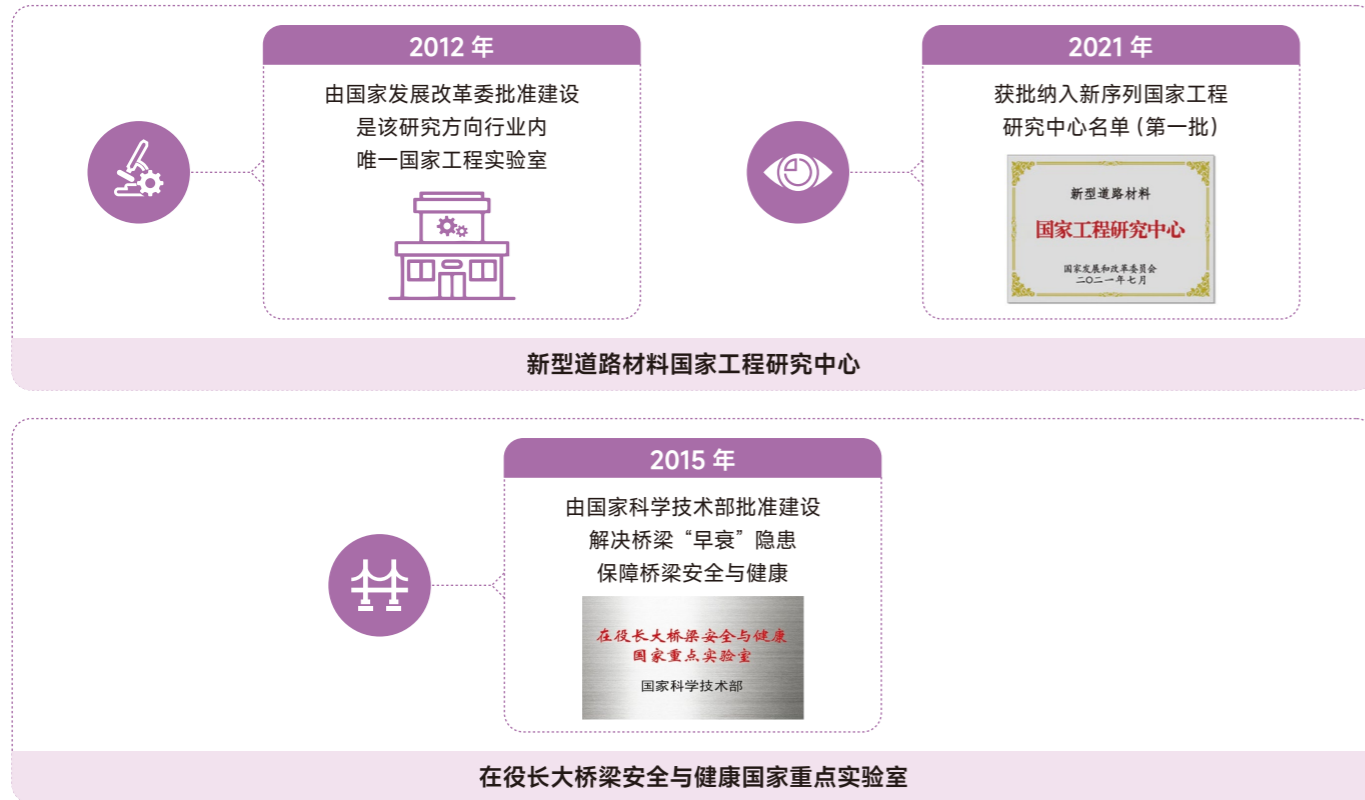 2012 年
由国家发展改革委批准建设
是该研究方向行业内
唯一国家工程实验室
2021 年
获批纳入新序列国家工程
研究中心名单（第一批）
新型道路材料
国家工程研究中心
国家发展和改革委员会
二〇二一年七月
新型道路材料国家工程研究中心
2015 年
由国家科学技术部批准建设
解决桥梁“早衰”隐患
保障桥梁安全与健康
在役长大桥梁安全与健康
国家重点实验室
国家科学技术部
在役长大桥梁安全与健康国家重点实验室